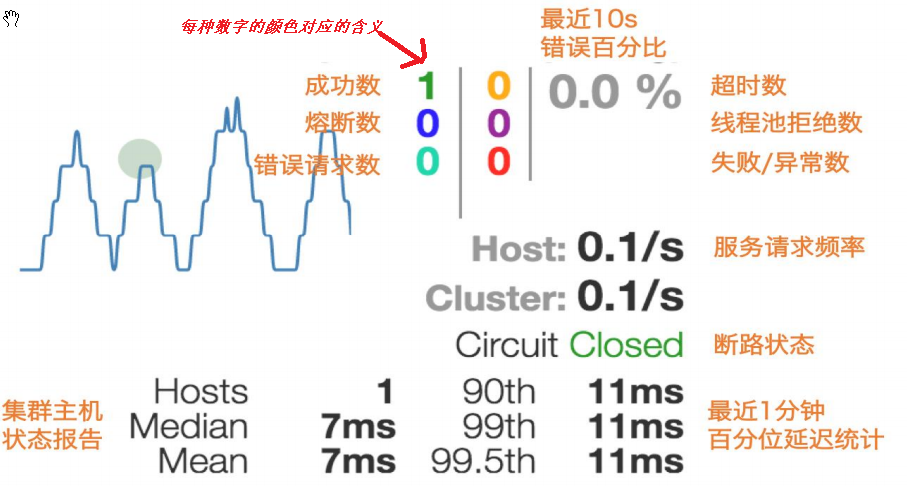 每种数字的颜色对应的含义
最近10s
错误百分比
成功数 1 0 0.0 % 超时数
熔断数 0 0 线程池拒绝数
错误请求数 0 0 失败/异常数
Host: 0.1/s 服务请求频率
Cluster: 0.1/s
Circuit Closed 断路状态
集群主机
状态报告
Hosts 1 90th 11ms
Median 7ms 99th 11ms
Mean 7ms 99.5th 11ms
最近1分钟
百分位延迟统计